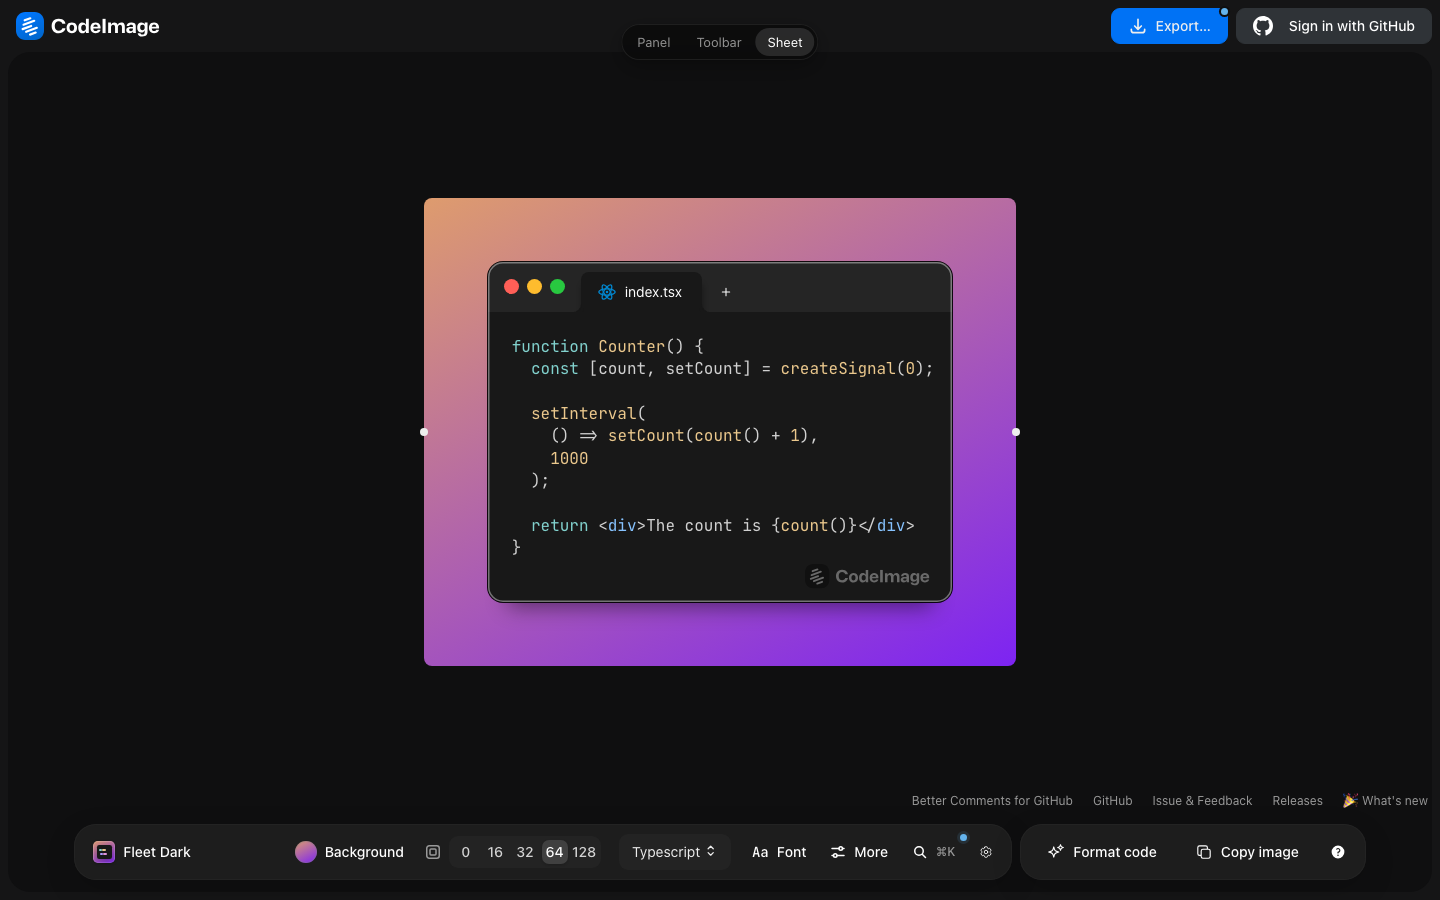 CodeImage
Panel Toolbar Sheet
Export...
Sign in with GitHub
index.tsx +
function Counter() {
  const [count, setCount] = createSignal(0);

  setInterval(
    () => setCount(count() + 1),
    1000
  );

  return <div>The count is {count()}</div>
}
CodeImage
Better Comments for GitHub GitHub Issue & Feedback Releases 🎉 What's new
Fleet Dark Background 0 16 32 64 128 Typescript Aa Font More ⌘K Format code Copy image ?